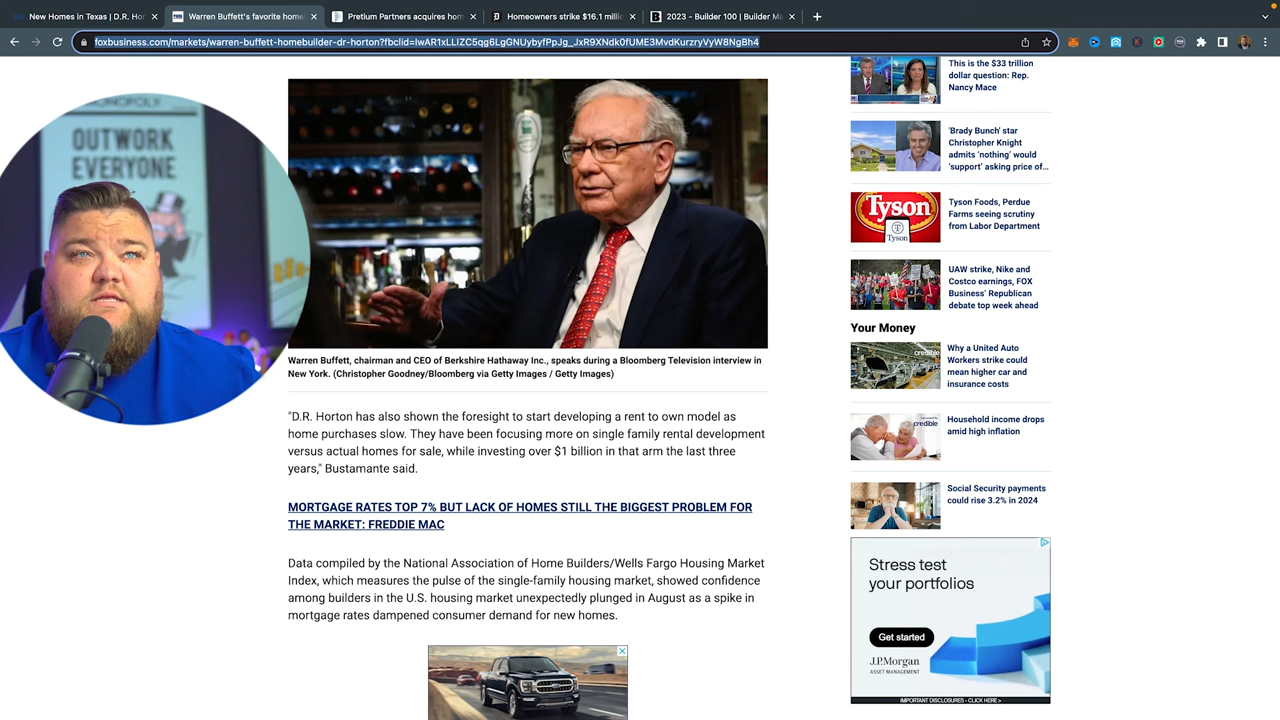 New Homes in Texas | D.R. Hor
Warren Buffett's favorite home
Pretium Partners acquires hom
Homeowners strike $16.1 millio
2023 - Builder 100 | Builder Ma
foxbusiness.com/markets/warren-buffett-homebuilder-dr-horton?fbclid=IwAR1xLLIZC5qg6LgGNUybyfPpJg_JxR9XNdk0fUME3MvdKurzryVyW8NgBh4
MONOPOLY
OUTWORK
EVERYONE
Warren Buffett, chairman and CEO of Berkshire Hathaway Inc., speaks during a Bloomberg Television interview in
New York. (Christopher Goodney/Bloomberg via Getty Images / Getty Images)
"D.R. Horton has also shown the foresight to start developing a rent to own model as
home purchases slow. They have been focusing more on single family rental development
versus actual homes for sale, while investing over $1 billion in that arm the last three
years," Bustamante said.
MORTGAGE RATES TOP 7% BUT LACK OF HOMES STILL THE BIGGEST PROBLEM FOR
THE MARKET: FREDDIE MAC
Data compiled by the National Association of Home Builders/Wells Fargo Housing Market
Index, which measures the pulse of the single-family housing market, showed confidence
among builders in the U.S. housing market unexpectedly plunged in August as a spike in
mortgage rates dampened consumer demand for new homes.
This is the $33 trillion
dollar question: Rep.
Nancy Mace
'Brady Bunch' star
Christopher Knight
admits 'nothing' would
'support' asking price of…
Tyson
Tyson
Tyson Foods, Perdue
Farms seeing scrutiny
from Labor Department
UAW strike, Nike and
Costco earnings, FOX
Business' Republican
debate top week ahead
Your Money
credible
Why a United Auto
Workers strike could
mean higher car and
insurance costs
credible
Household income drops
amid high inflation
Social Security payments
could rise 3.2% in 2024
Stress test
your portfolios
Get started
J.P.Morgan
ASSET MANAGEMENT
IMPORTANT DISCLOSURES - CLICK HERE >